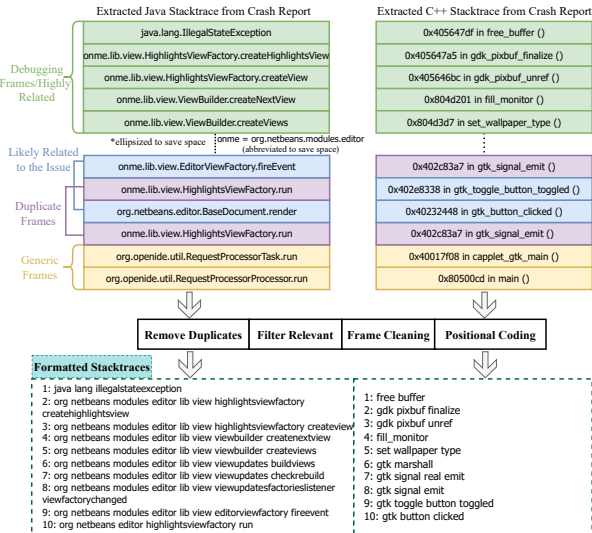 Extracted Java Stacktrace from Crash Report
java.lang.IllegalStateException
onme.lib.view.HighlightsViewFactory.createHighlightsView
onme.lib.view.HighlightsViewFactory.createView
onme.lib.view.ViewBuilder.createNextView
onme.lib.view.ViewBuilder.createViews
*ellipsized to save space
onme = org.netbeans.modules.editor
(abbreviated to save space)
onme.lib.view.EditorViewFactory.fireEvent
onme.lib.view.HighlightsViewFactory.run
org.netbeans.editor.BaseDocument.render
onme.lib.view.HighlightsViewFactory.run
org.openide.util.RequestProcessorTask.run
org.openide.util.RequestProcessorProcessor.run
Debugging
Frames/Highly
Related
Likely Related
to the Issue
Duplicate
Frames
Generic
Frames
Extracted C++ Stacktrace from Crash Report
0x405647df in free_buffer ()
0x405647a5 in gdk_pixbuf_finalize ()
0x405646bc in gdk_pixbuf_unref ()
0x804d201 in fill_monitor ()
0x804d3d7 in set_wallpaper_type ()
0x402c83a7 in gtk_signal_emit ()
0x402e8338 in gtk_toggle_button_toggled ()
0x40232448 in gtk_button_clicked ()
0x402c83a7 in gtk_signal_emit ()
0x40017f08 in capplet_gtk_main ()
0x80500cd in main ()
Remove Duplicates
Filter Relevant
Frame Cleaning
Positional Coding
Formatted Stacktraces
1: java lang illegalstateexception
2: org netbeans modules editor lib view highlightsviewfactory
createhighlightsview
3: org netbeans modules editor lib view highlightsviewfactory createview
4: org netbeans modules editor lib view viewbuilder createnextview
5: org netbeans modules editor lib view viewbuilder createviews
6: org netbeans modules editor lib view viewupdates buildviews
7: org netbeans modules editor lib view viewupdates checkrebuild
8: org netbeans modules editor lib view viewupdatesfactorieslistener
viewfactorychanged
9: org netbeans modules editor lib view editorviewfactory fireevent
10: org netbeans editor highlightsviewfactory run
1: free buffer
2: gdk pixbuf finalize
3: gdk pixbuf unref
4: fill_monitor
5: set wallpaper type
6: gtk marshall
7: gtk signal real emit
8: gtk signal emit
9: gtk toggle button toggled
10: gtk button clicked